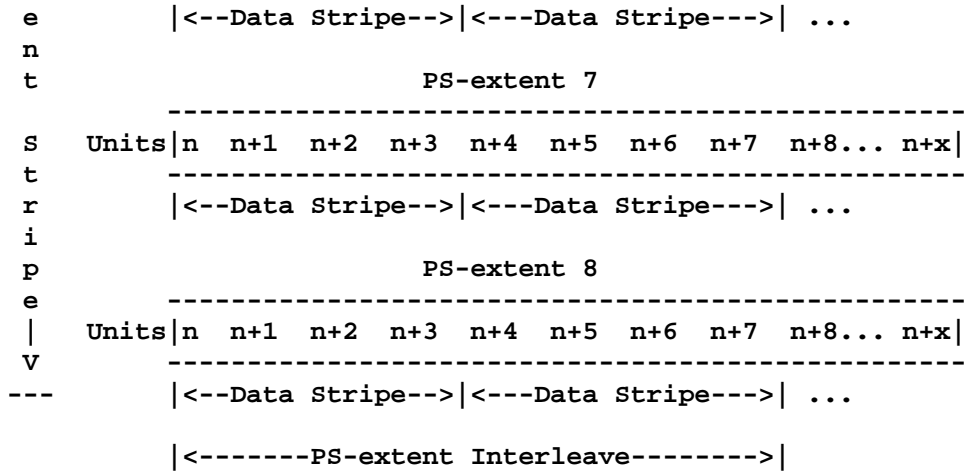 e        |<--Data Stripe-->|<---Data Stripe--->| ...
n
t                        PS-extent 7
         --------------------------------------------------
S   Units|n  n+1  n+2  n+3  n+4  n+5  n+6  n+7  n+8... n+x|
t        --------------------------------------------------
r        |<--Data Stripe-->|<---Data Stripe--->| ...
i
p                        PS-extent 8
e        --------------------------------------------------
|   Units|n  n+1  n+2  n+3  n+4  n+5  n+6  n+7  n+8... n+x|
V        --------------------------------------------------
---       |<--Data Stripe-->|<---Data Stripe--->| ...
         |<-------PS-extent Interleave-------->|